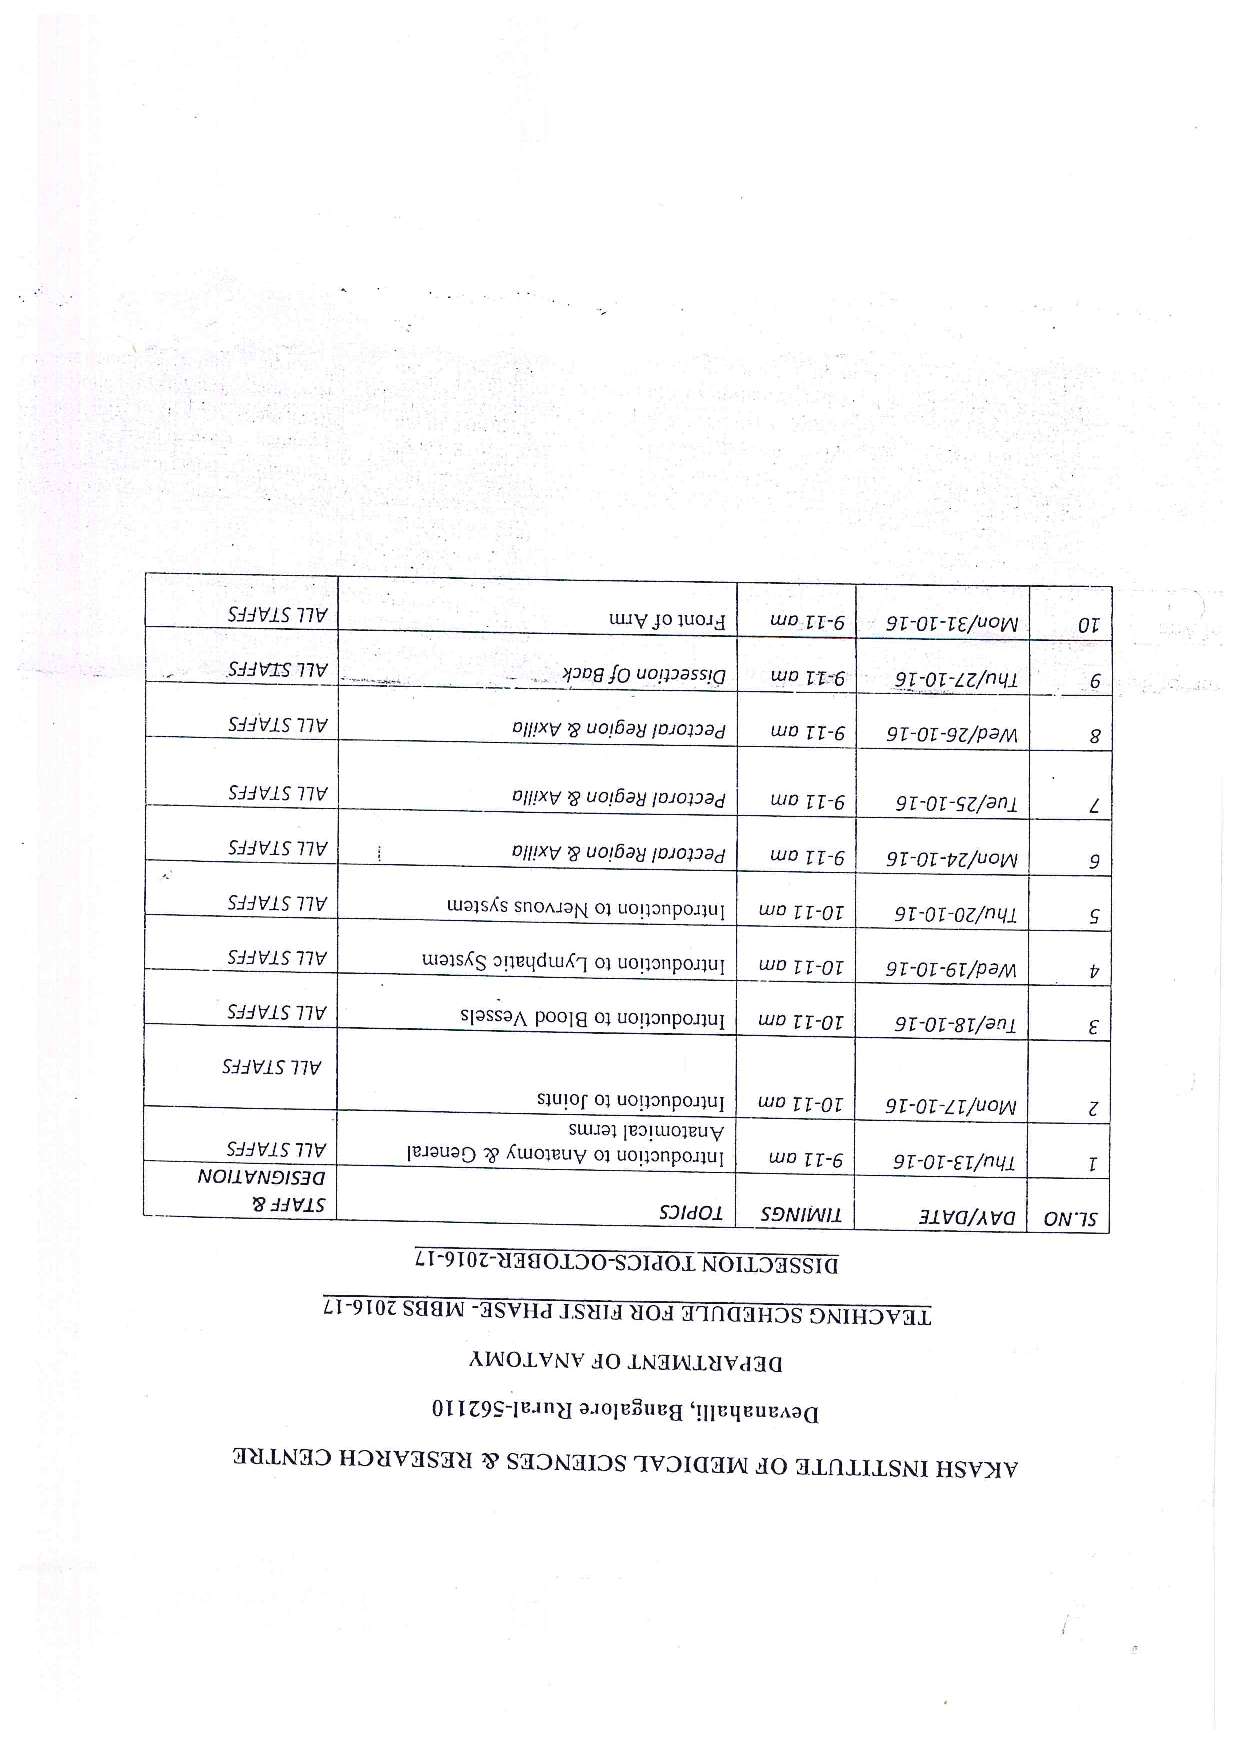 AKASH INSTITUTE OF MEDICAL SCIENCES & RESEARCH CENTRE
Devanahalli, Bangalore Rural-562110
DEPARTMENT OF ANATOMY
TEACHING SCHEDULE FOR FIRST PHASE- MBBS 2016-17
DISSECTION TOPICS-OCTOBER-2016-17
SL.NO DAY/DATE TIMINGS TOPICS STAFF &
DESIGNATION
1 Thu/13-10-16 9-11 am Introduction to Anatomy & General ALL STAFFS
Anatomical terms
2 Mon/17-10-16 10-11 am Introduction to Joints ALL STAFFS
3 Tue/18-10-16 10-11 am Introduction to Blood Vessels ALL STAFFS
4 Wed/19-10-16 10-11 am Introduction to Lymphatic System ALL STAFFS
5 Thu/20-10-16 10-11 am Introduction to Nervous system ALL STAFFS
6 Mon/24-10-16 9-11 am Pectoral Region & Axilla ALL STAFFS
7 Tue/25-10-16 9-11 am Pectoral Region & Axilla ALL STAFFS
8 Wed/26-10-16 9-11 am Pectoral Region & Axilla ALL STAFFS
9 Thu/27-10-16 9-11 am Dissection Of Back ALL STAFFS
10 Mon/31-10-16 9-11 am Front of Arm ALL STAFFS